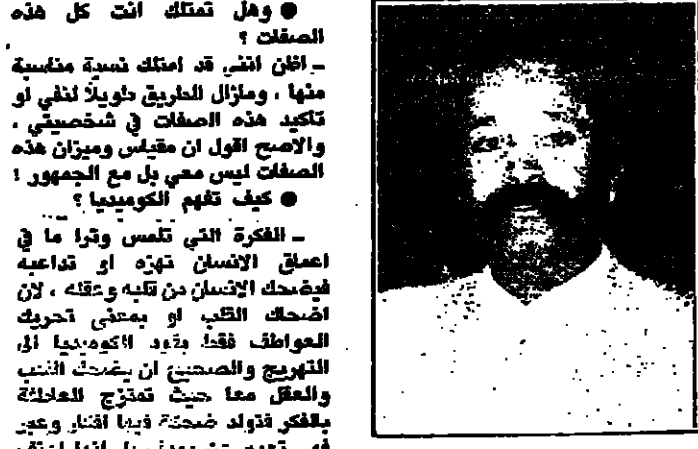 ● وهل تمتلك انت كل هذه
الصفات ؟
ـ اظن انني قد امتلك نسبة مناسبة
منها ، ومازال الطريق طويلاً لنفي او
تاكيد هذه الصفات في شخصيتي ،
والاصح اقول ان مقياس وميزان هذه
الصفات ليس معي بل مع الجمهور !
● كيف تفهم الكوميديا ؟
ـ الفكرة التي تلمس وترا ما في
اعماق الانسان تهزه او تداعبه
فيضحك الانسان من قلبه وعقله ، لان
اضحاك القلب او بمعنى تحريك
العواطف فقط يقود الكوميديا الى
التهريج والصحيح ان يضحك القلب
والعقل معا حيث تمتزج العاطفة
بالفكر فتولد ضحكة فيها افكار وعبر